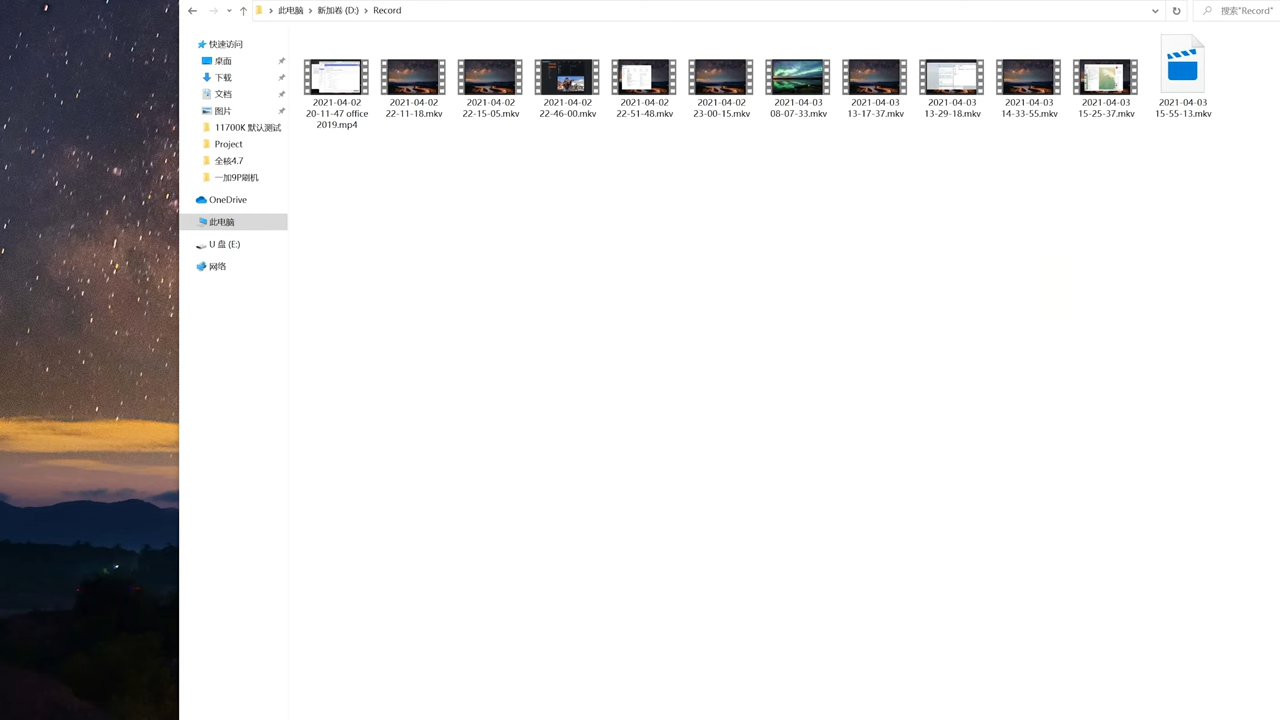 此电脑 新加卷 (D:) Record
搜索"Record"
快速访问
桌面
下载
文档
图片
11700K 默认测试
Project
全核4.7
一加9P刷机
OneDrive
此电脑
U 盘 (E:)
网络
2021-04-02
20-11-47 office
2019.mp4
2021-04-02
22-11-18.mkv
2021-04-02
22-15-05.mkv
2021-04-02
22-46-00.mkv
2021-04-02
22-51-48.mkv
2021-04-02
23-00-15.mkv
2021-04-03
08-07-33.mkv
2021-04-03
13-17-37.mkv
2021-04-03
13-29-18.mkv
2021-04-03
14-33-55.mkv
2021-04-03
15-25-37.mkv
2021-04-03
15-55-13.mkv